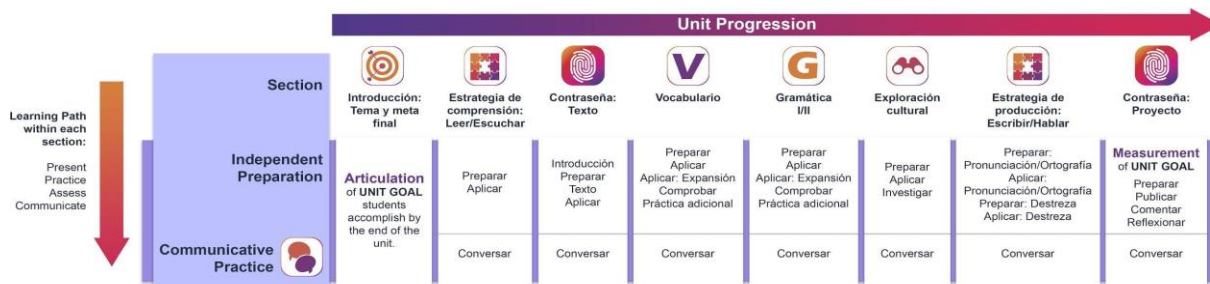 Unit Progression
Learning Path
within each
section:
Present
Practice
Assess
Communicate
Section
Independent
Preparation
Communicative
Practice
V
G
Introducción:
Tema y meta
final
Estrategia de
comprensión:
Leer/Escuchar
Contraseña:
Texto
Vocabulario
Gramática
I/II
Exploración
cultural
Estrategia de
producción:
Escribir/Hablar
Contraseña:
Proyecto
Articulation
of UNIT GOAL
students
accomplish by
the end of the
unit.
Preparar
Aplicar
Introducción
Preparar
Texto
Aplicar
Preparar
Aplicar
Aplicar: Expansión
Comprobar
Práctica adicional
Preparar
Aplicar
Aplicar: Expansión
Comprobar
Práctica adicional
Preparar
Aplicar
Investigar
Preparar:
Pronunciación/Ortografía
Aplicar:
Pronunciación/Ortografía
Preparar: Destreza
Aplicar: Destreza
Measurement
of UNIT GOAL
Preparar
Publicar
Comentar
Reflexionar
Conversar
Conversar
Conversar
Conversar
Conversar
Conversar
Conversar